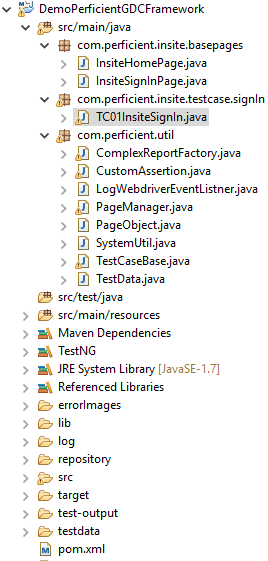 DemoPerficientGDCFramework
src/main/java
com.perficient.insite.basepages
InsiteHomePage.java
InsiteSignInPage.java
com.perficient.insite.testcase.signIn
TC01InsiteSignIn.java
com.perficient.util
ComplexReportFactory.java
CustomAssertion.java
LogWebdriverEventListner.java
PageManager.java
PageObject.java
SystemUtil.java
TestCaseBase.java
TestData.java
src/test/java
src/main/resources
Maven Dependencies
TestNG
JRE System Library [JavaSE-1.7]
Referenced Libraries
errorImages
lib
log
repository
src
target
test-output
testdata
pom.xml